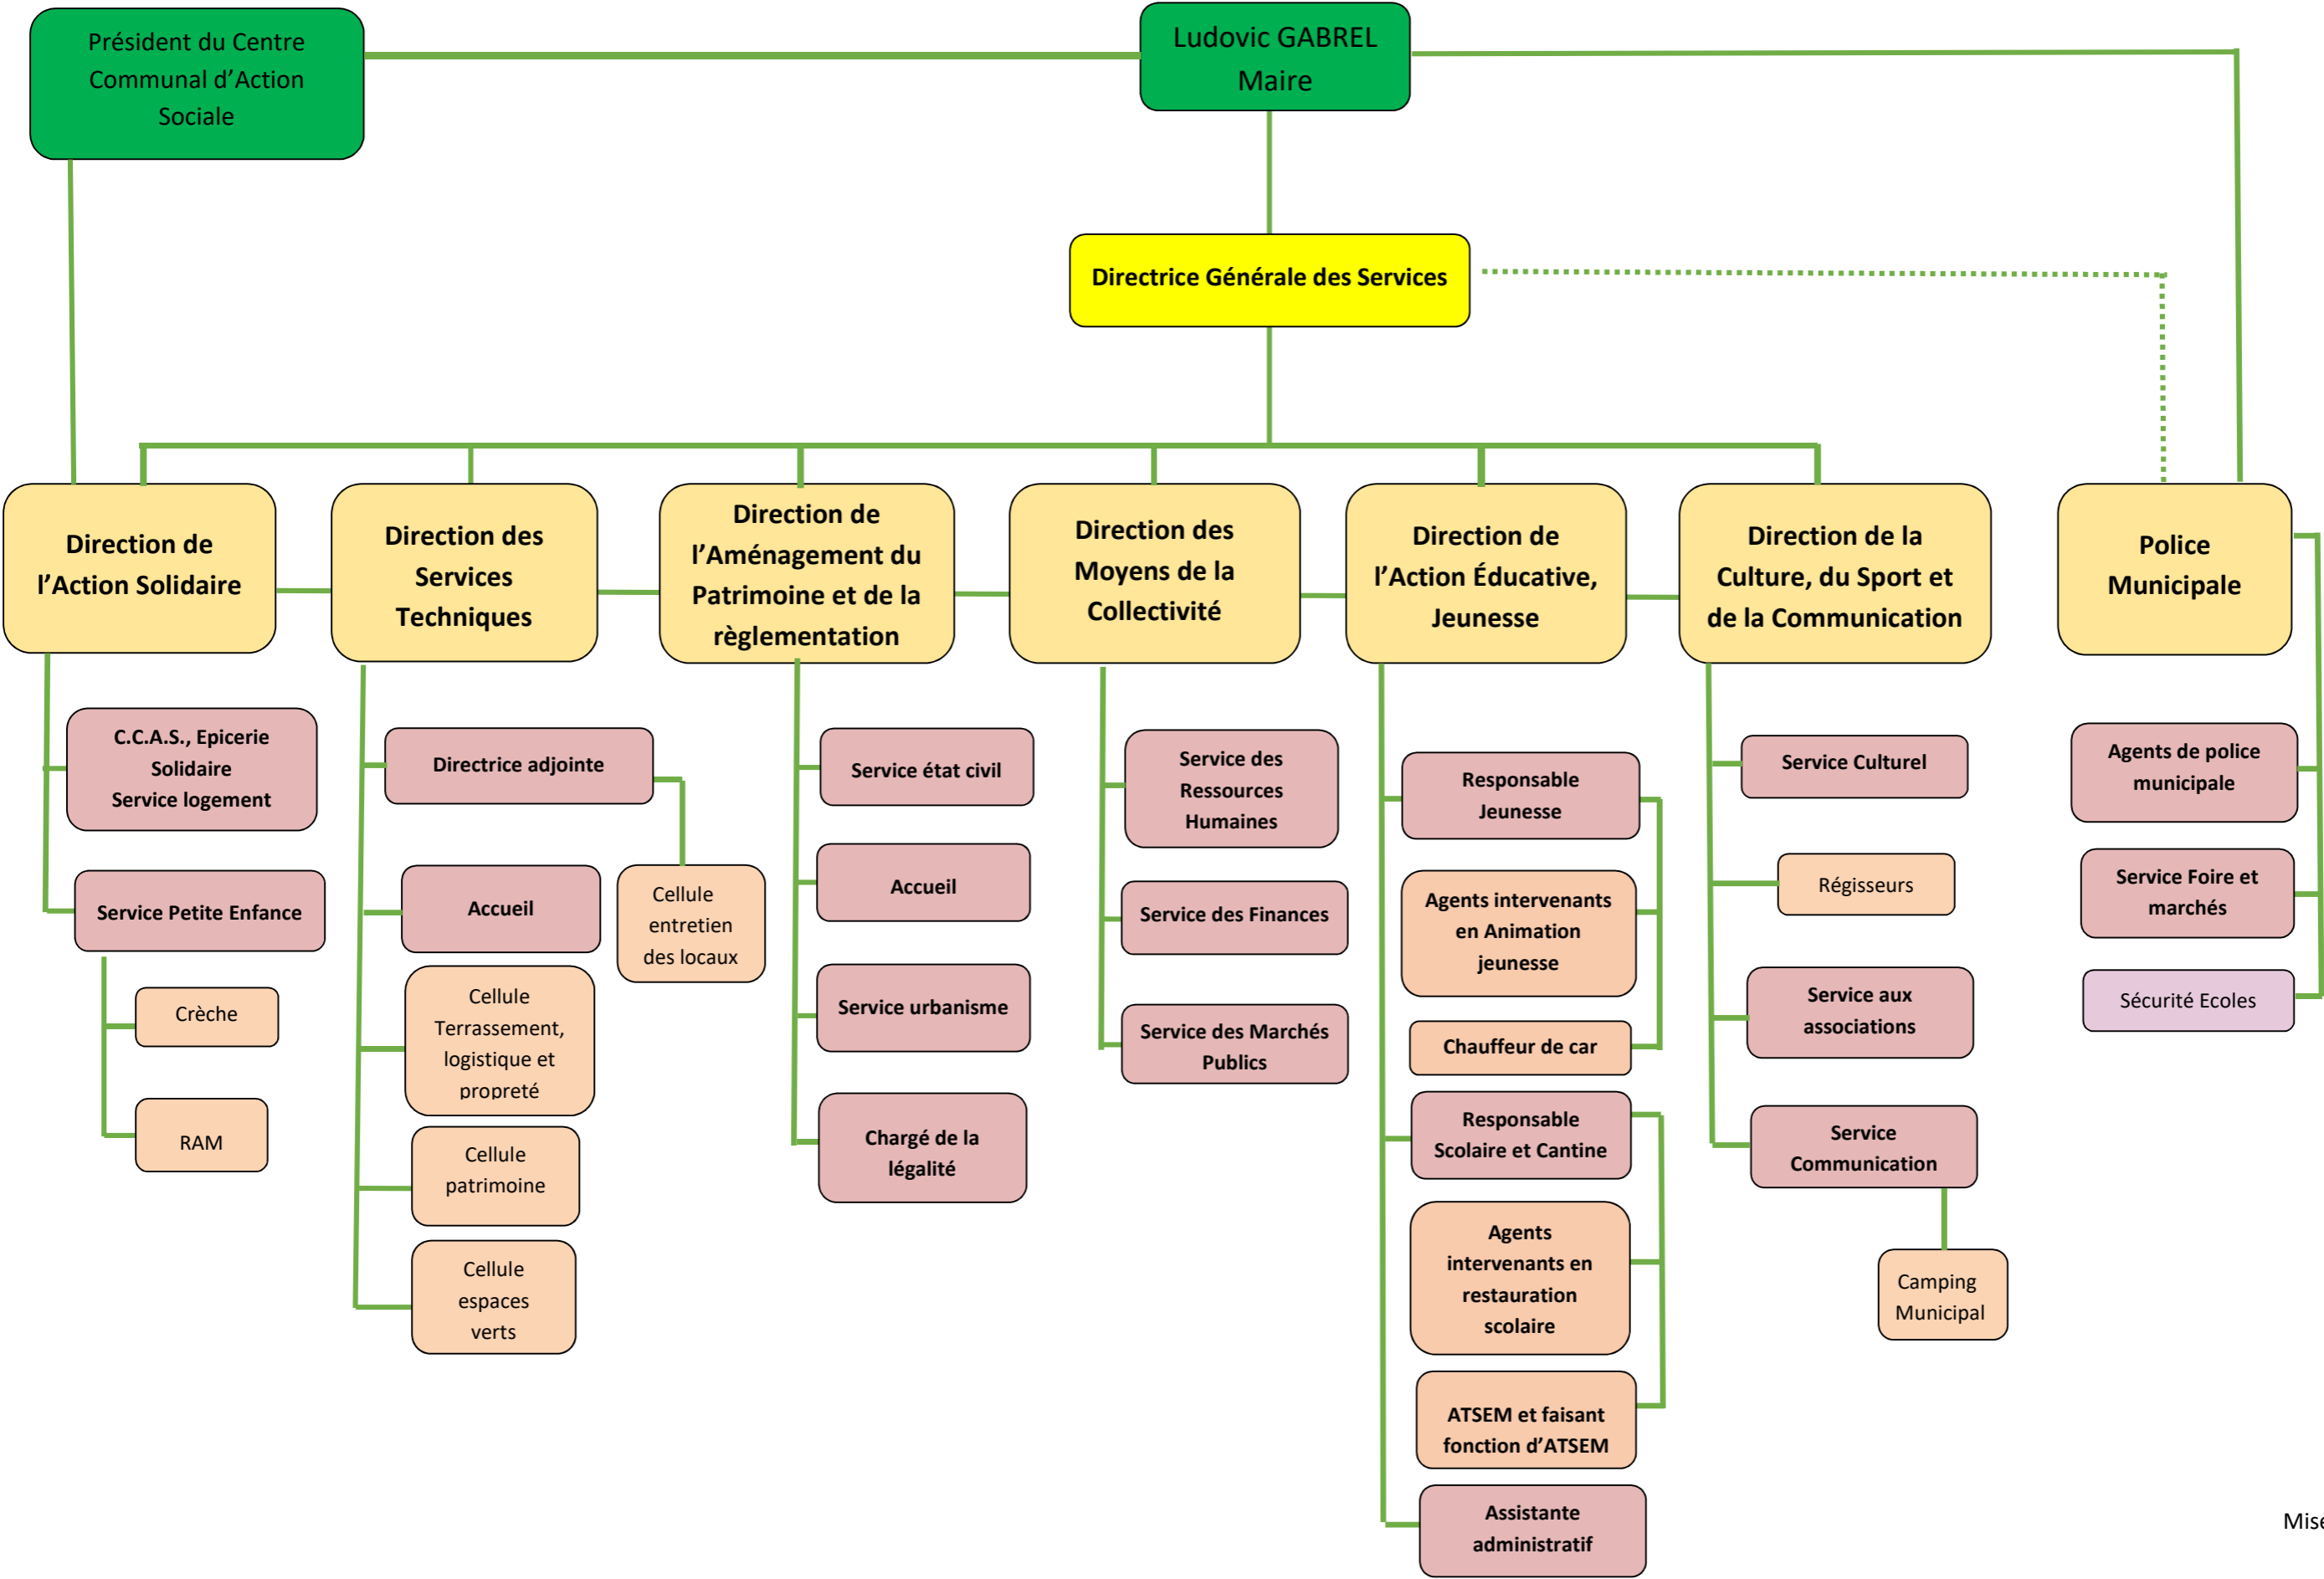 Président du Centre
Communal d'Action
Sociale
Ludovic GABREL
Maire
Directrice Générale des Services
Direction de
l'Action Solidaire
Direction des
Services
Techniques
Direction de
l'Aménagement du
Patrimoine et de la
règlementation
Direction des
Moyens de la
Collectivité
Direction de
l'Action Éducative,
Jeunesse
Direction de la
Culture, du Sport et
de la Communication
Police
Municipale
C.C.A.S., Epicerie
Solidaire
Service logement
Service Petite Enfance
Crèche
RAM
Directrice adjointe
Cellule
entretien
des locaux
Accueil
Cellule
Terrassement,
logistique et
propreté
Cellule
patrimoine
Cellule
espaces
verts
Service état civil
Accueil
Service urbanisme
Chargé de la
légalité
Service des
Ressources
Humaines
Service des Finances
Service des Marchés
Publics
Responsable
Jeunesse
Agents intervenants
en Animation
jeunesse
Chauffeur de car
Responsable
Scolaire et Cantine
Agents
intervenants en
restauration
scolaire
ATSEM et faisant
fonction d'ATSEM
Assistante
administratif
Service Culturel
Régisseurs
Service aux
associations
Service
Communication
Camping
Municipal
Agents de police
municipale
Service Foire et
marchés
Sécurité Ecoles
Mise